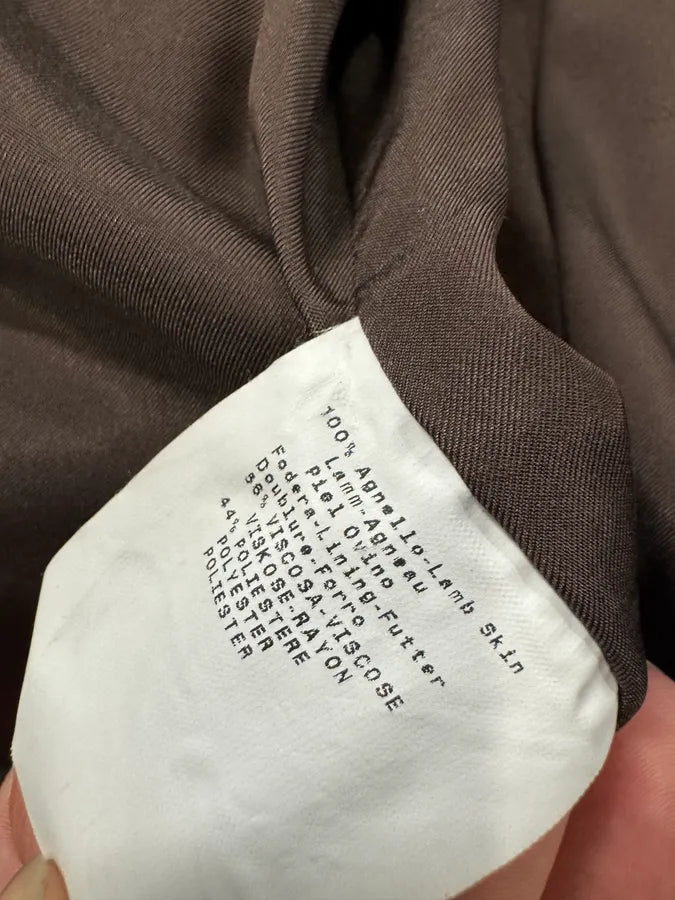 100% Agnello-Lamb Skin
Lamm-Agneau
Piel Ovino
Fodera-Lining-Futter
Doublure-Forro
56% VISCOSA-VISCOSE
VISKOSE-RAYON
44% POLIESTERE
POLYESTER
POLIESTER